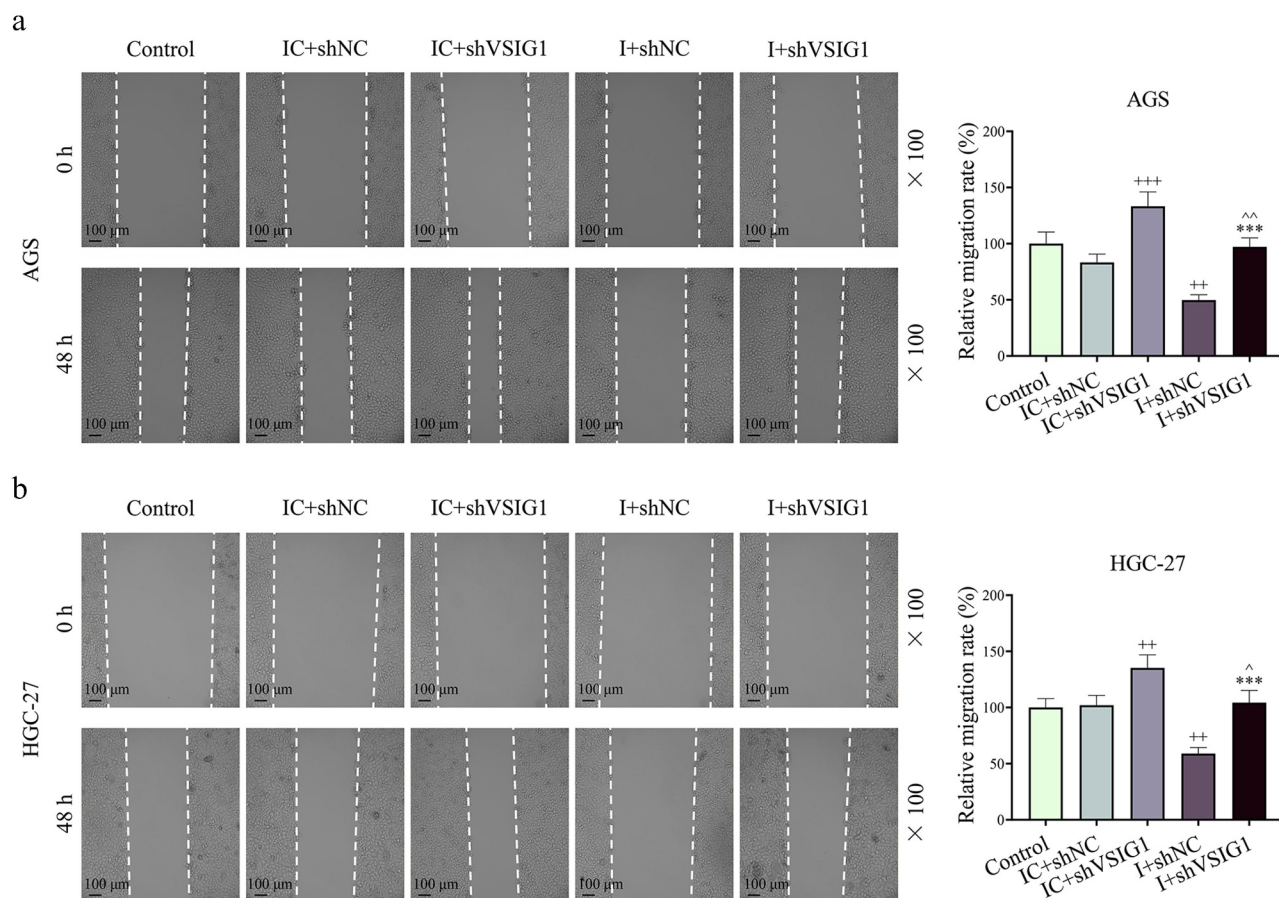 a
Control IC+shNC IC+shVSIG1 I+shNC I+shVSIG1
AGS
0 h
100 μm 100 μm 100 μm 100 μm 100 μm
× 100
48 h
100 μm 100 μm 100 μm 100 μm 100 μm
× 100
AGS
Relative migration rate (%)
200
150
100
50
0
+++
++
^^
***
Control IC+shNC IC+shVSIG1 I+shNC I+shVSIG1
b
Control IC+shNC IC+shVSIG1 I+shNC I+shVSIG1
HGC-27
0 h
100 μm 100 μm 100 μm 100 μm 100 μm
× 100
48 h
100 μm 100 μm 100 μm 100 μm 100 μm
× 100
HGC-27
Relative migration rate (%)
200
150
100
50
0
++
++
^
***
Control IC+shNC IC+shVSIG1 I+shNC I+shVSIG1